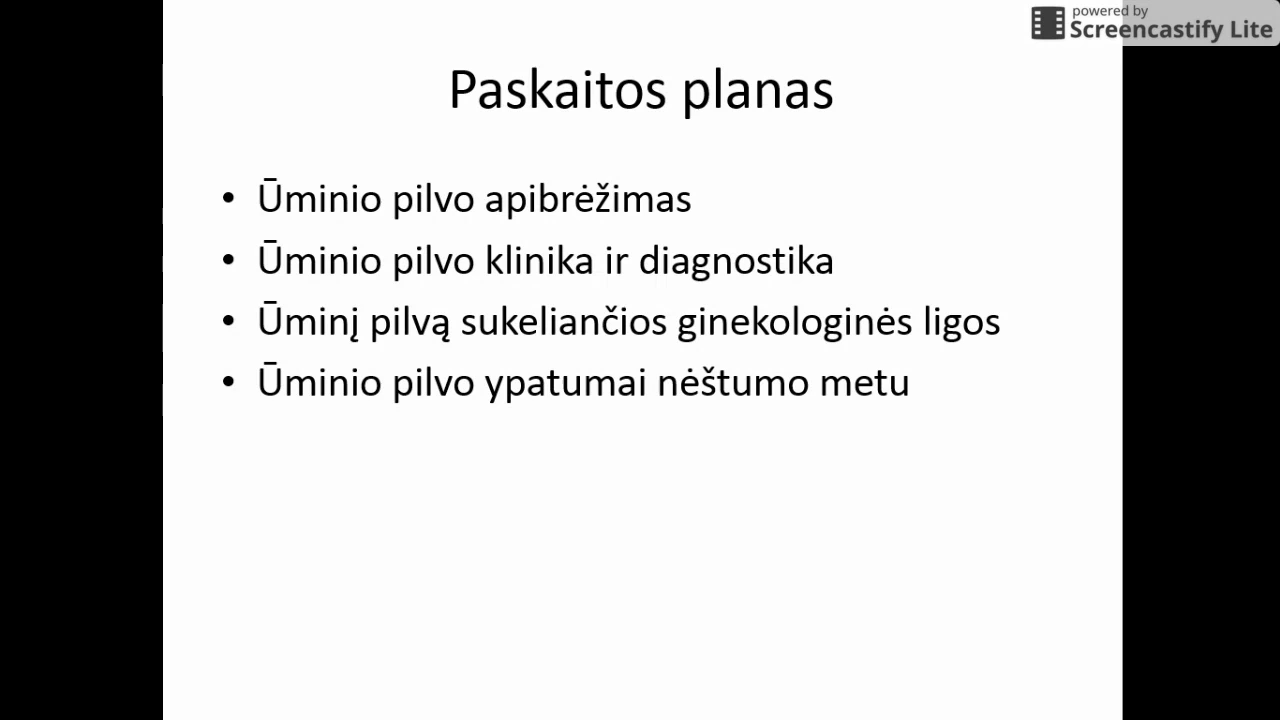 powered by
Screencastify Lite
Paskaitos planas
• Ūminio pilvo apibrėžimas
• Ūminio pilvo klinika ir diagnostika
• Ūminį pilvą sukeliančios ginekologinės ligos
• Ūminio pilvo ypatumai nėštumo metu